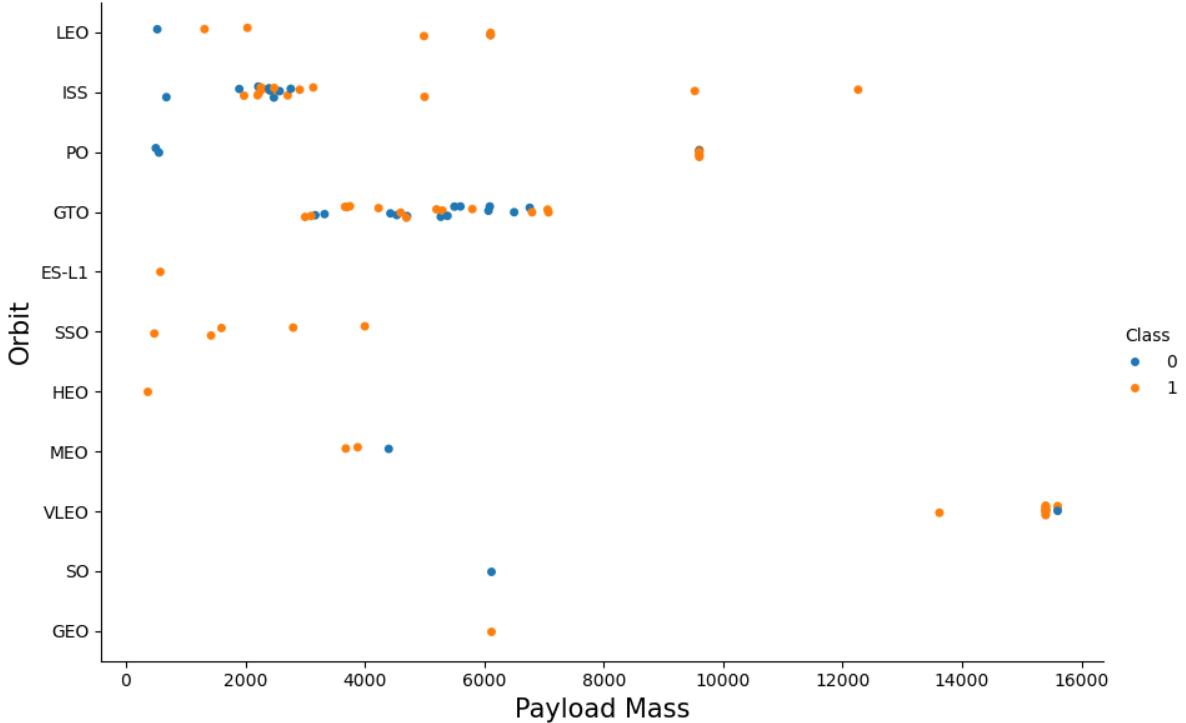 LEO
ISS
PO
GTO
ES-L1
SSO
HEO
MEO
VLEO
SO
GEO
Orbit
0 2000 4000 6000 8000 10000 12000 14000 16000
Payload Mass
Class
0
1